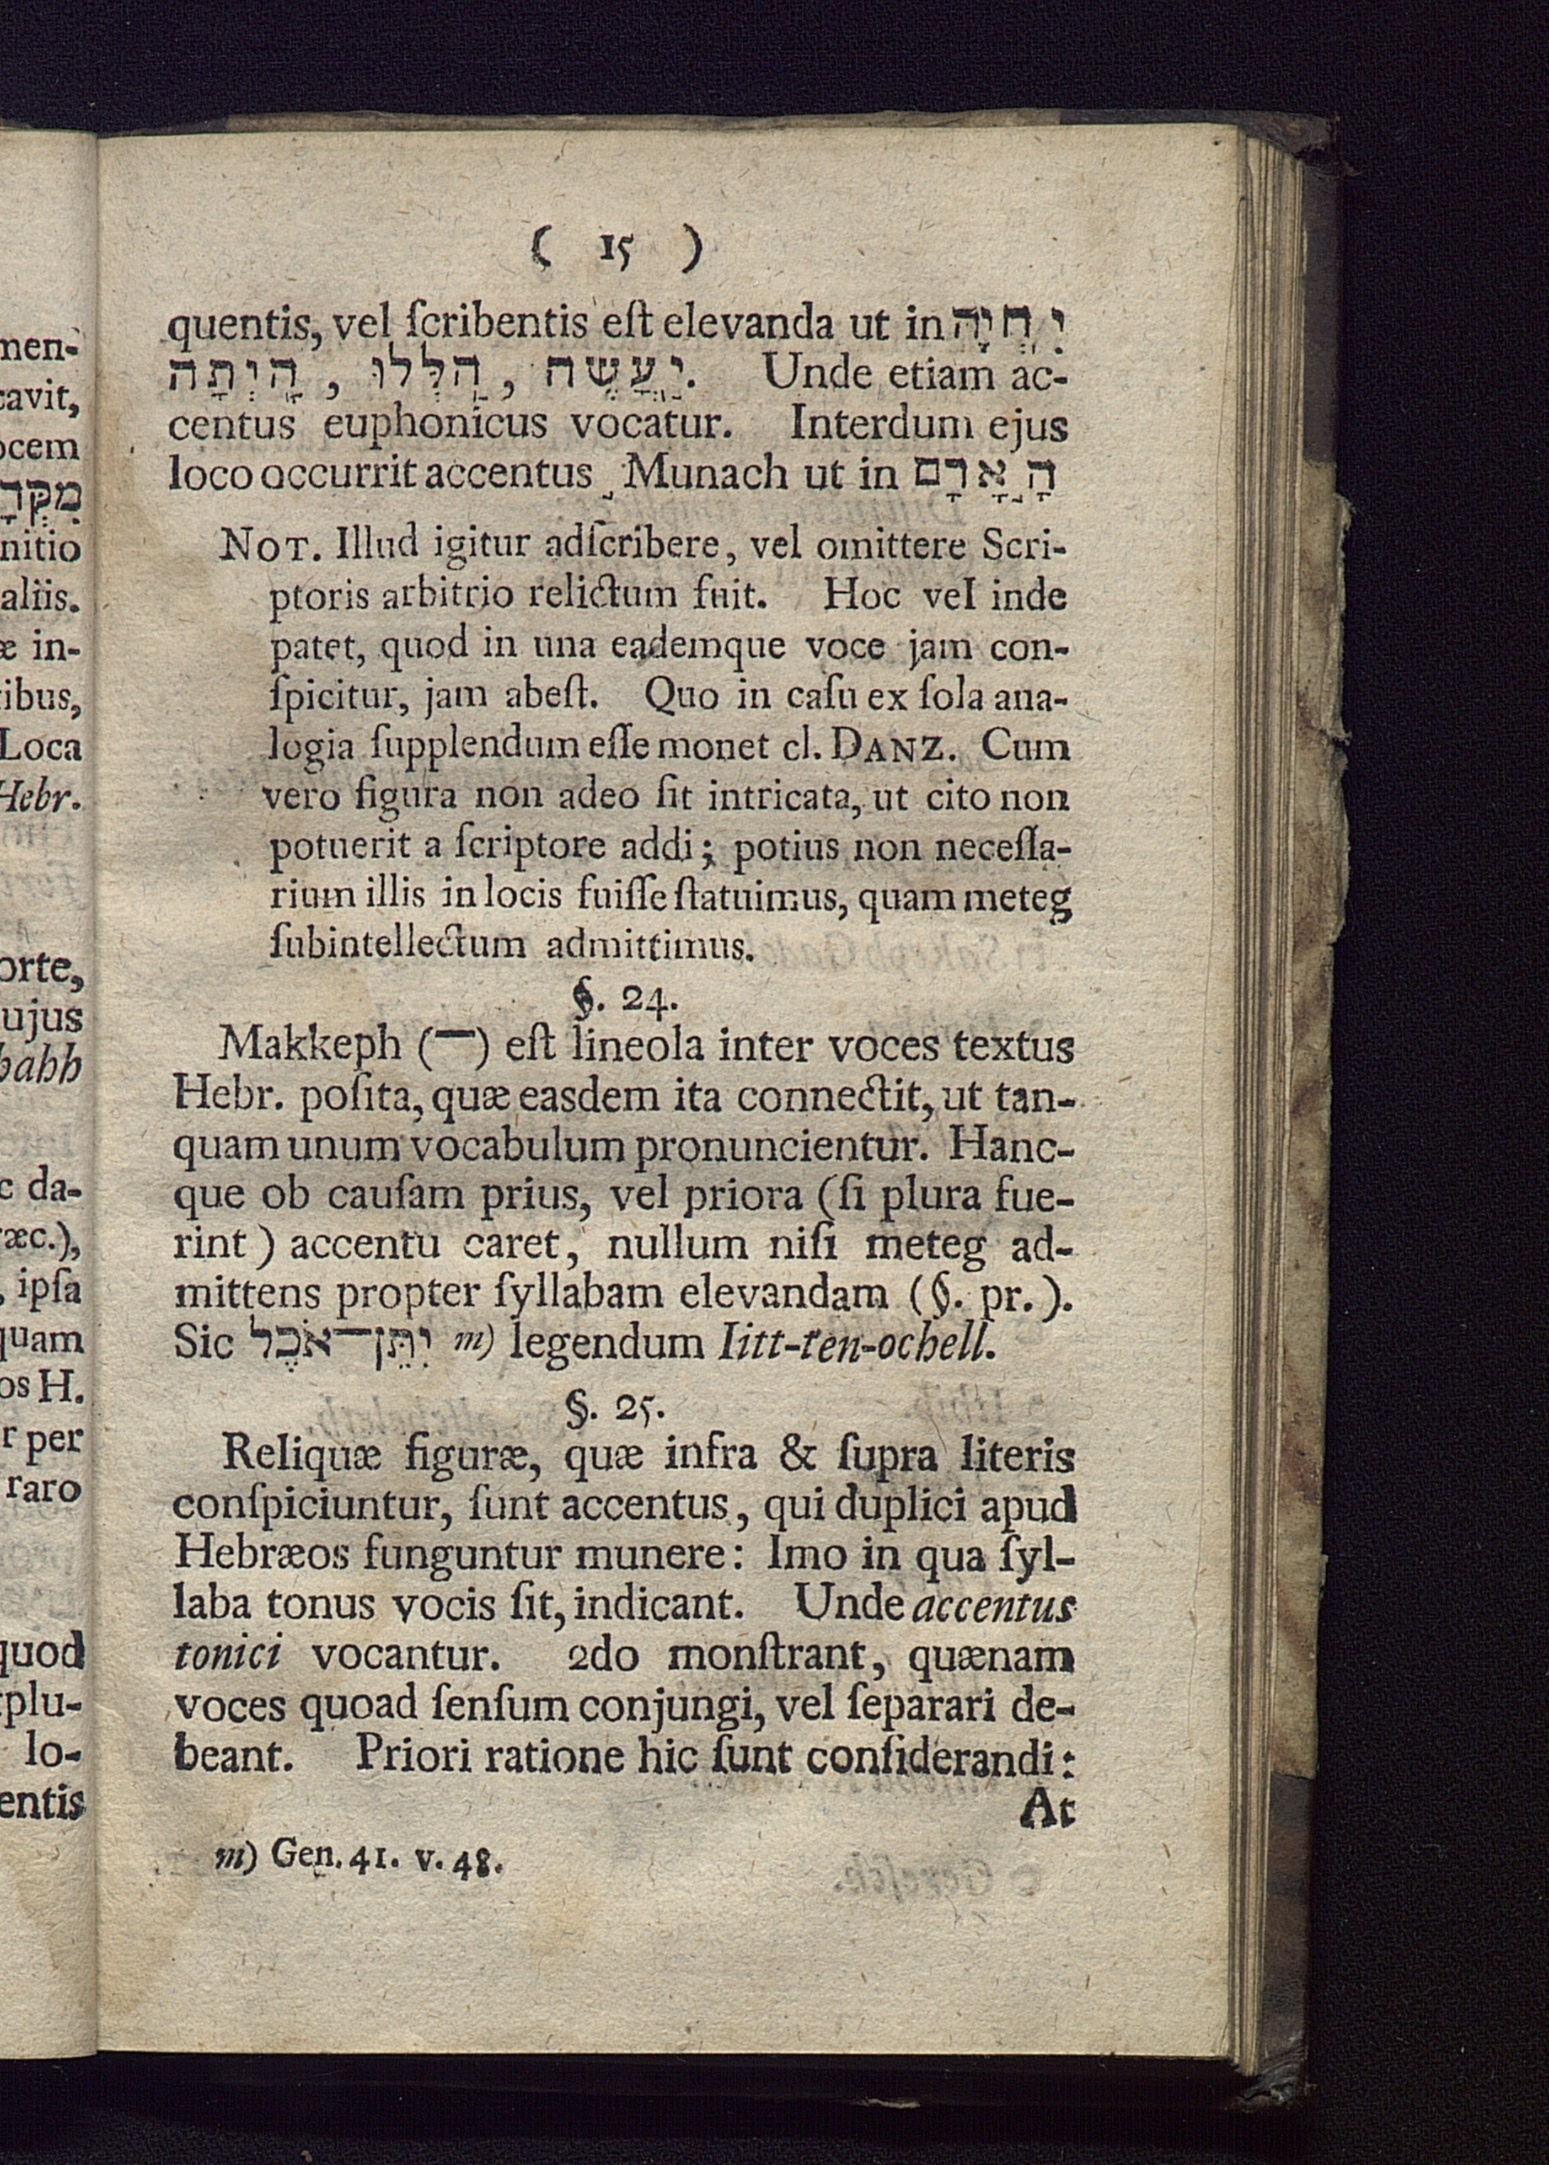 ( 15 )
quentis, vel ſcribentis eſt elevanda ut in יִֽחְיָה
יַֽעֲשֶׂה , הַֽלְּלוּ , הָֽיְתָה. Unde etiam ac-
centus euphonicus vocatur. Interdum ejus
loco occurrit accentus ֣ Munach ut in הָ֣אָדָם
NOT. Illud igitur adſcribere, vel omittere Scri-
ptoris arbitrio relictum fuit. Hoc vel inde
patet, quod in una eademque voce jam con-
ſpicitur, jam abeſt. Quo in caſu ex ſola ana-
logia ſupplendum eſſe monet cl. DANZ. Cum
vero figura non adeo ſit intricata, ut cito non
potuerit a ſcriptore addi; potius non neceſſa-
rium illis in locis fuiſſe ſtatuimus, quam meteg
ſubintellectum admittimus.
§. 24.
Makkeph (־) eſt lineola inter voces textus
Hebr. poſita, quæ easdem ita connectit, ut tan-
quam unum vocabulum pronuncientur. Hanc-
que ob cauſam prius, vel priora (ſi plura fue-
rint) accentu caret, nullum niſi meteg ad-
mittens propter ſyllabam elevandam (§. pr.).
Sic יִתֵּן־אֹכֶל m) legendum Iitt-ten-ochell.
§. 25.
Reliquæ figuræ, quæ infra & ſupra literis
conſpiciuntur, ſunt accentus, qui duplici apud
Hebræos funguntur munere: Imo in qua ſyl-
laba tonus vocis ſit, indicant. Unde accentus
tonici vocantur. 2do monſtrant, quænam
voces quoad ſenſum conjungi, vel ſeparari de-
beant. Priori ratione hic ſunt conſiderandi:
At
m) Gen. 41. v. 48.